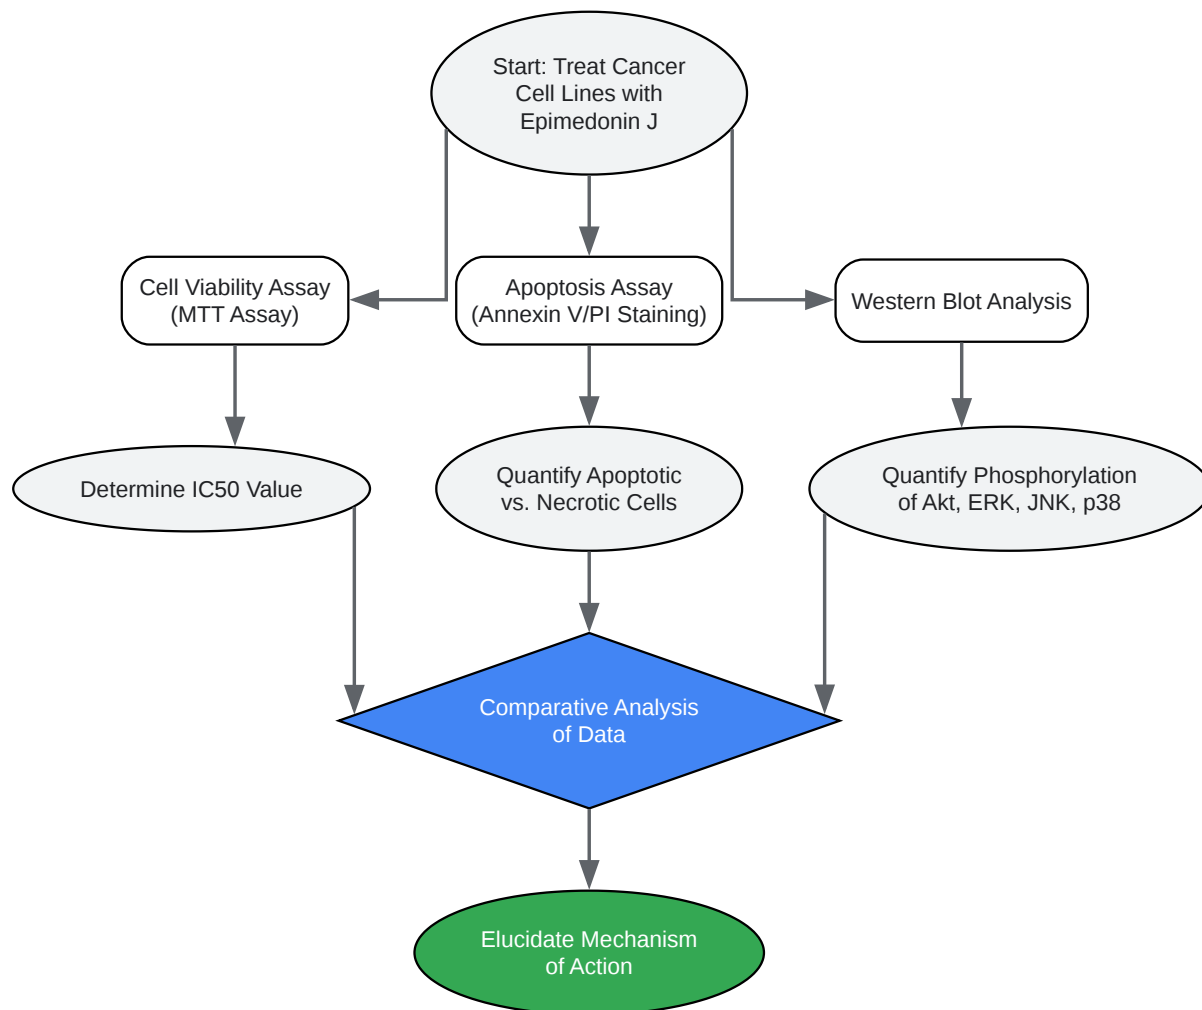 Start: Treat Cancer
Cell Lines with
Epimedonin J
Cell Viability Assay
(MTT Assay)
Apoptosis Assay
(Annexin V/PI Staining)
Western Blot Analysis
Determine IC50 Value
Quantify Apoptotic
vs. Necrotic Cells
Quantify Phosphorylation
of Akt, ERK, JNK, p38
Comparative Analysis
of Data
Elucidate Mechanism
of Action